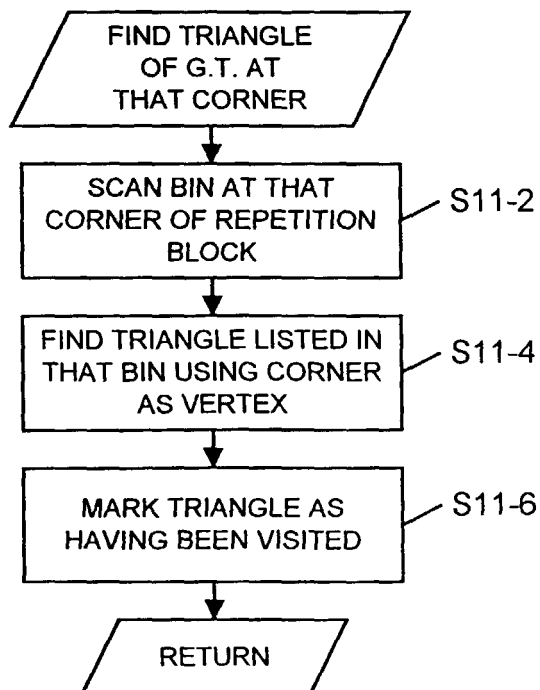 FIND TRIANGLE
OF G.T. AT
THAT CORNER
SCAN BIN AT THAT
CORNER OF REPETITION
BLOCK
S11-2
FIND TRIANGLE LISTED IN
THAT BIN USING CORNER
AS VERTEX
S11-4
MARK TRIANGLE AS
HAVING BEEN VISITED
S11-6
RETURN